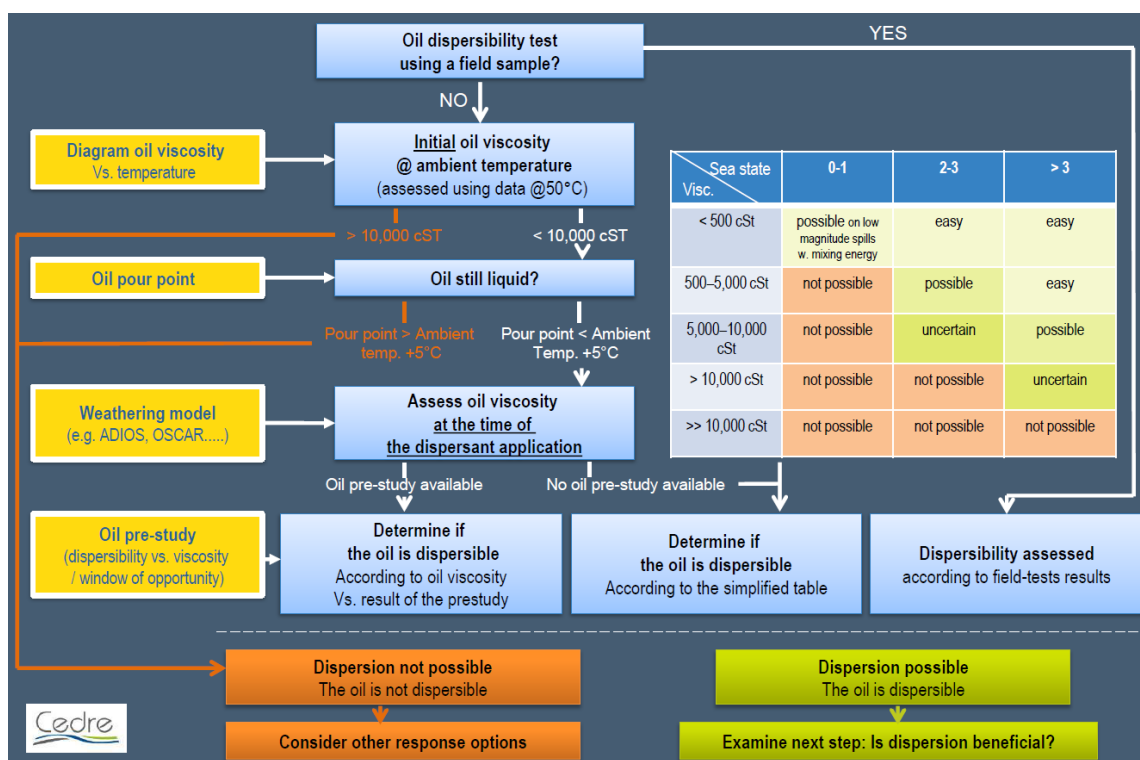 Oil dispersibility test
using a field sample?
YES
NO
Diagram oil viscosity
Vs. temperature
Initial oil viscosity
@ ambient temperature
(assessed using data @50°C)
> 10,000 cST
< 10,000 cST
Oil pour point
Oil still liquid?
Pour point > Ambient
temp. +5°C
Pour point < Ambient
Temp. +5°C
Weathering model
(e.g. ADIOS, OSCAR.....)
Assess oil viscosity
at the time of
the dispersant application
Sea state
Visc.
0-1
2-3
> 3
< 500 cSt
possible on low
magnitude spills
w. mixing energy
easy
easy
500–5,000 cSt
not possible
possible
easy
5,000–10,000
cSt
not possible
uncertain
possible
> 10,000 cSt
not possible
not possible
uncertain
>> 10,000 cSt
not possible
not possible
not possible
Oil pre-study available
No oil pre-study available
Oil pre-study
(dispersibility vs. viscosity
/ window of opportunity)
Determine if
the oil is dispersible
According to oil viscosity
Vs. result of the prestudy
Determine if
the oil is dispersible
According to the simplified table
Dispersibility assessed
according to field-tests results
Dispersion not possible
The oil is not dispersible
Dispersion possible
The oil is dispersible
Cedre
Consider other response options
Examine next step: Is dispersion beneficial?